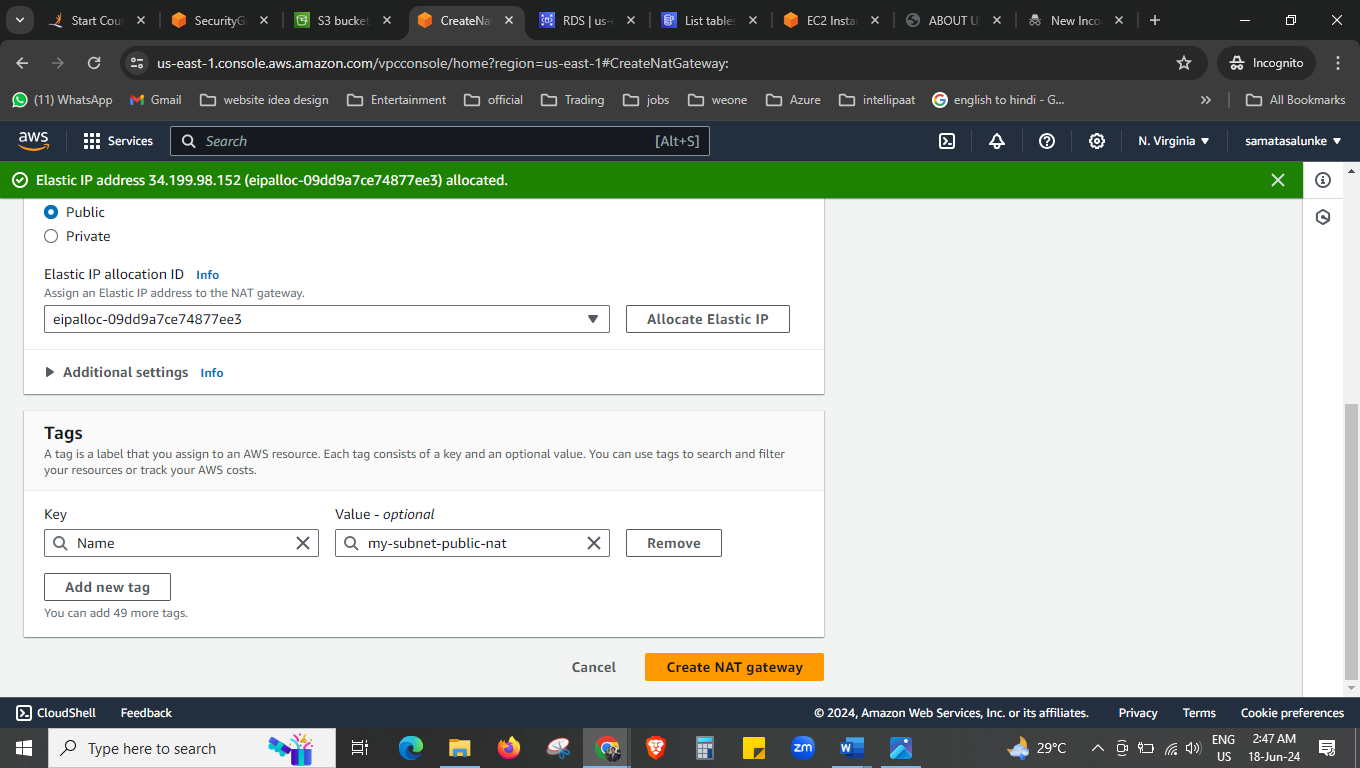 Start Cour
SecurityGr
S3 bucket
CreateNat
RDS | us-e
List tables
EC2 Instan
ABOUT U
New Inco
us-east-1.console.aws.amazon.com/vpcconsole/home?region=us-east-1#CreateNatGateway:
Incognito
(11) WhatsApp
Gmail
website idea design
Entertainment
official
Trading
jobs
weone
Azure
intellipaat
english to hindi - G...
All Bookmarks
aws
Services
Search
[Alt+S]
N. Virginia
samatasalunke
Elastic IP address 34.199.98.152 (eipalloc-09dd9a7ce74877ee3) allocated.
Public
Private
Elastic IP allocation ID Info
Assign an Elastic IP address to the NAT gateway.
eipalloc-09dd9a7ce74877ee3
Allocate Elastic IP
Additional settings Info
Tags
A tag is a label that you assign to an AWS resource. Each tag consists of a key and an optional value. You can use tags to search and filter
your resources or track your AWS costs.
Key
Value - optional
Name
my-subnet-public-nat
Remove
Add new tag
You can add 49 more tags.
Cancel
Create NAT gateway
CloudShell
Feedback
© 2024, Amazon Web Services, Inc. or its affiliates.
Privacy
Terms
Cookie preferences
Type here to search
zm
29°C
ENG
US
2:47 AM
18-Jun-24